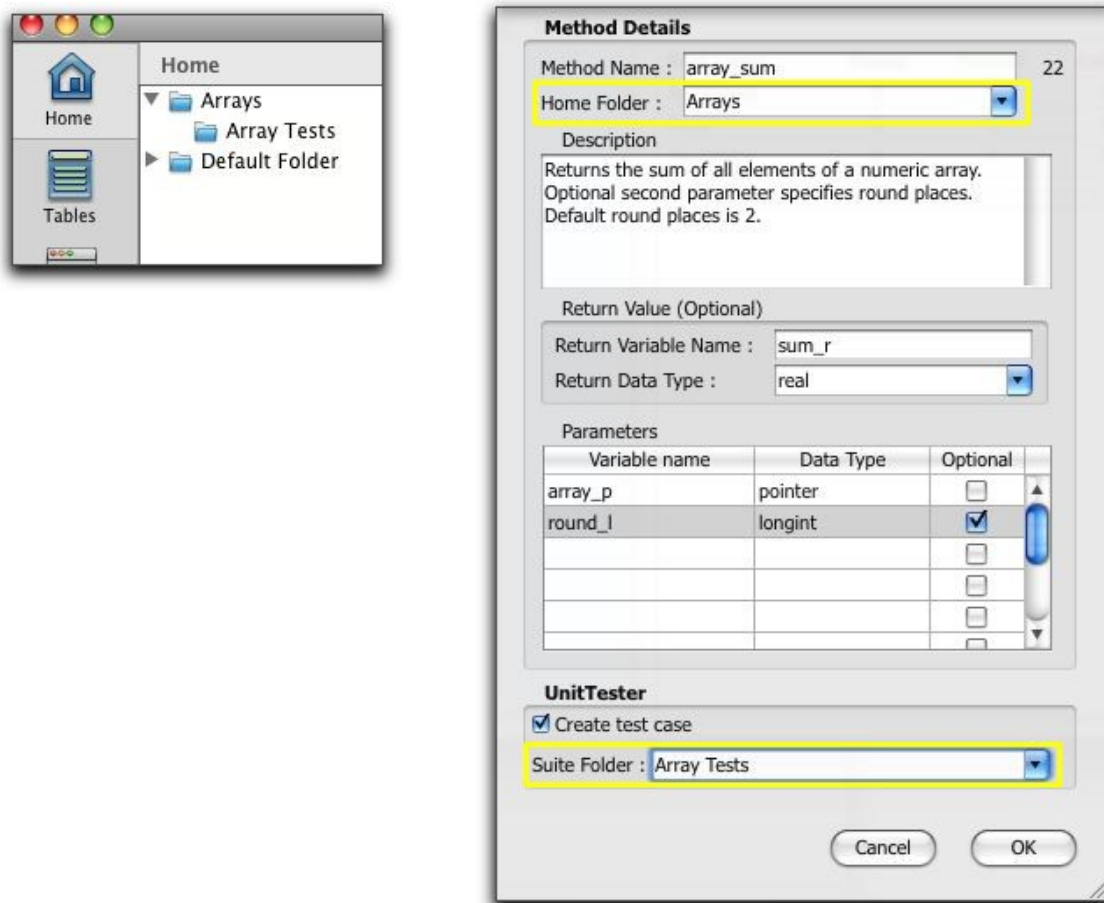 Home
Home
Arrays
Array Tests
Default Folder
Tables
Method Details
Method Name : array_sum 22
Home Folder : Arrays
Description
Returns the sum of all elements of a numeric array.
Optional second parameter specifies round places.
Default round places is 2.
Return Value (Optional)
Return Variable Name : sum_r
Return Data Type : real
Parameters
Variable name Data Type Optional
array_p pointer
round_l longint
UnitTester
Create test case
Suite Folder : Array Tests
Cancel OK